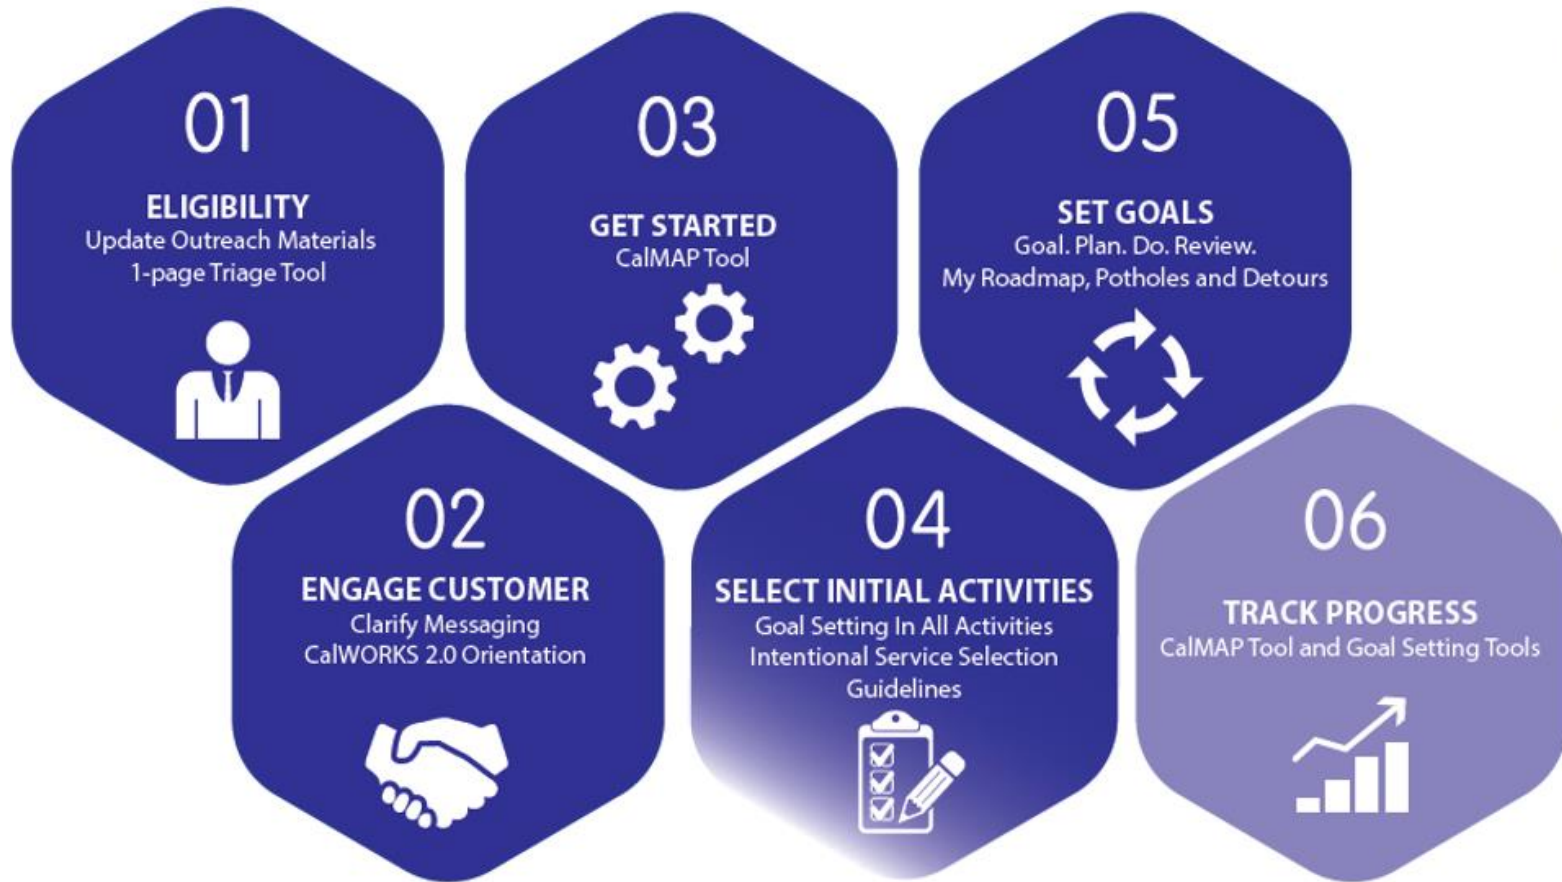 01
ELIGIBILITY
Update Outreach Materials
1-page Triage Tool
02
ENGAGE CUSTOMER
Clarify Messaging
CalWORKS 2.0 Orientation
03
GET STARTED
CalMAP Tool
04
SELECT INITIAL ACTIVITIES
Goal Setting In All Activities
Intentional Service Selection
Guidelines
05
SET GOALS
Goal. Plan. Do. Review.
My Roadmap, Potholes and Detours
06
TRACK PROGRESS
CalMAP Tool and Goal Setting Tools